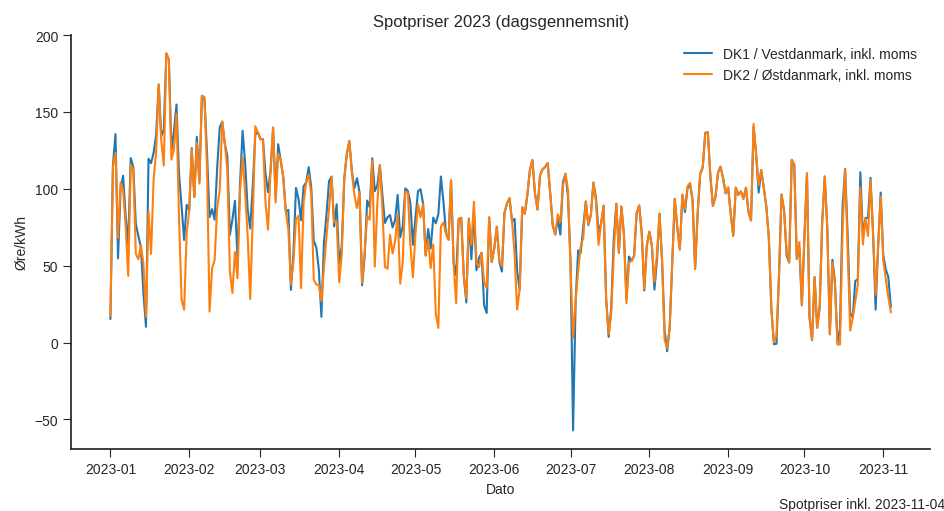 Spotpriser 2023 (dagsgennemsnit)
DK1 / Vestdanmark, inkl. moms
DK2 / Østdanmark, inkl. moms
Øre/kWh
200
150
100
50
0
−50
2023-01 2023-02 2023-03 2023-04 2023-05 2023-06 2023-07 2023-08 2023-09 2023-10 2023-11
Dato
Spotpriser inkl. 2023-11-04